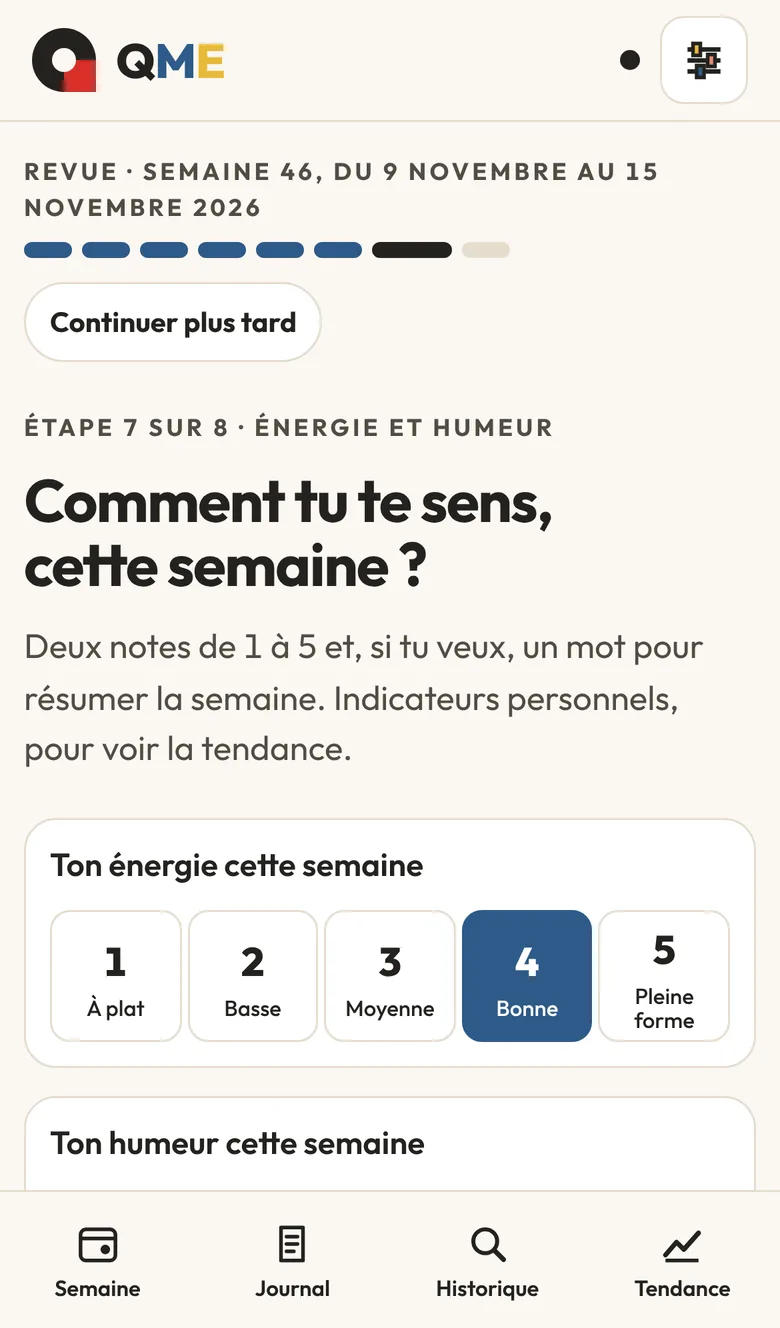 QME
REVUE · SEMAINE 46, DU 9 NOVEMBRE AU 15
NOVEMBRE 2026
Continuer plus tard
ÉTAPE 7 SUR 8 · ÉNERGIE ET HUMEUR
Comment tu te sens,
cette semaine ?
Deux notes de 1 à 5 et, si tu veux, un mot pour
résumer la semaine. Indicateurs personnels,
pour voir la tendance.
Ton énergie cette semaine
1 2 3 4 5
À plat Basse Moyenne Bonne Pleine
forme
Ton humeur cette semaine
Semaine Journal Historique Tendance